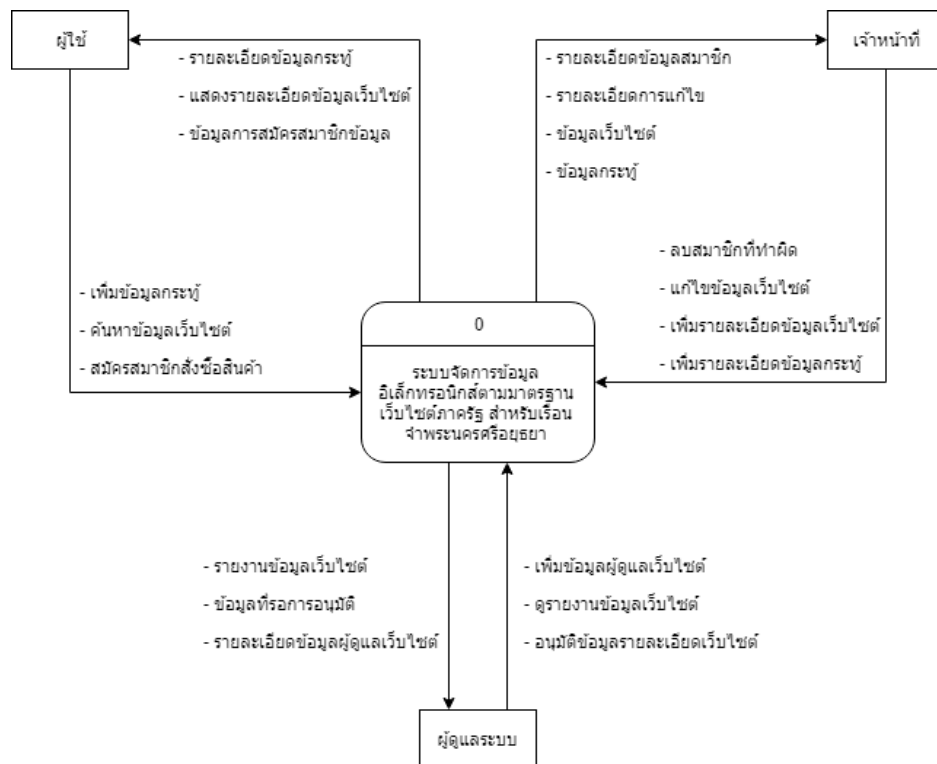 ผู้ใช้
เจ้าหน้าที่
- รายละเอียดข้อมูลกระทู้
- แสดงรายละเอียดข้อมูลเว็บไซต์
- ข้อมูลการสมัครสมาชิกข้อมูล
- รายละเอียดข้อมูลสมาชิก
- รายละเอียดการแก้ไข
- ข้อมูลเว็บไซต์
- ข้อมูลกระทู้
- เพิ่มข้อมูลกระทู้
- ค้นหาข้อมูลเว็บไซต์
- สมัครสมาชิกสั่งซื้อสินค้า
- ลบสมาชิกที่ทำผิด
- แก้ไขข้อมูลเว็บไซต์
- เพิ่มรายละเอียดข้อมูลเว็บไซต์
- เพิ่มรายละเอียดข้อมูลกระทู้
0
ระบบจัดการข้อมูล
อิเล็กทรอนิกส์ตามมาตรฐาน
เว็บไซต์ภาครัฐ สำหรับเรือน
จำพระนครศรีอยุธยา
- รายงานข้อมูลเว็บไซต์
- ข้อมูลที่รอการอนุมัติ
- รายละเอียดข้อมูลผู้ดูแลเว็บไซต์
- เพิ่มข้อมูลผู้ดูแลเว็บไซต์
- ดูรายงานข้อมูลเว็บไซต์
- อนุมัติข้อมูลรายละเอียดเว็บไซต์
ผู้ดูแลระบบ